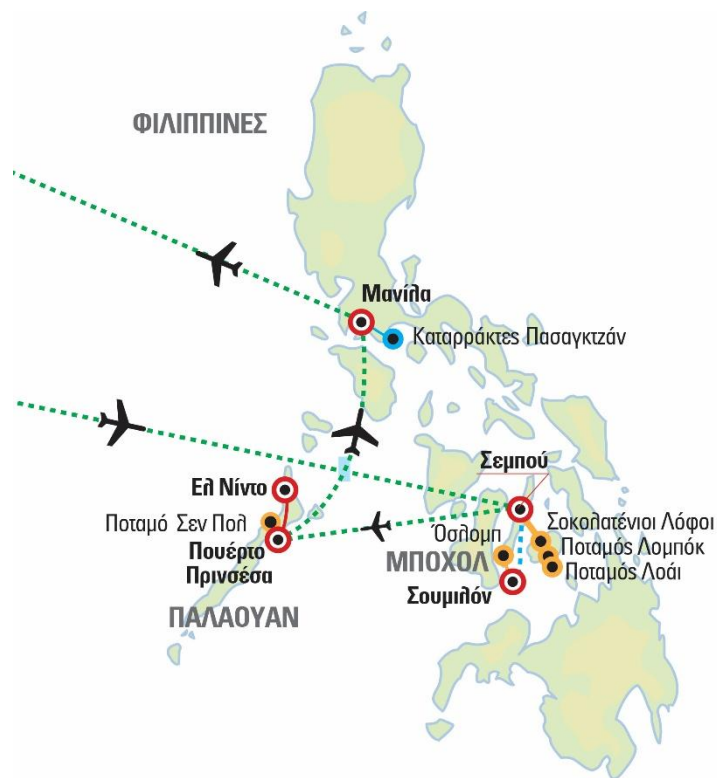 ΦΙΛΙΠΠΙΝΕΣ
Μανίλα
Καταρράκτες Πασαγκτζάν
Σεμπού
Ελ Νίντο
Ποταμό Σεν Πολ
Πουέρτο
Πρινσέσα
ΠΑΛΑΟΥΑΝ
Όσλομπ
ΜΠΟΧΟΛ
Σουμιλόν
Σοκολατένιοι Λόφοι
Ποταμός Λομπόκ
Ποταμός Λοάι